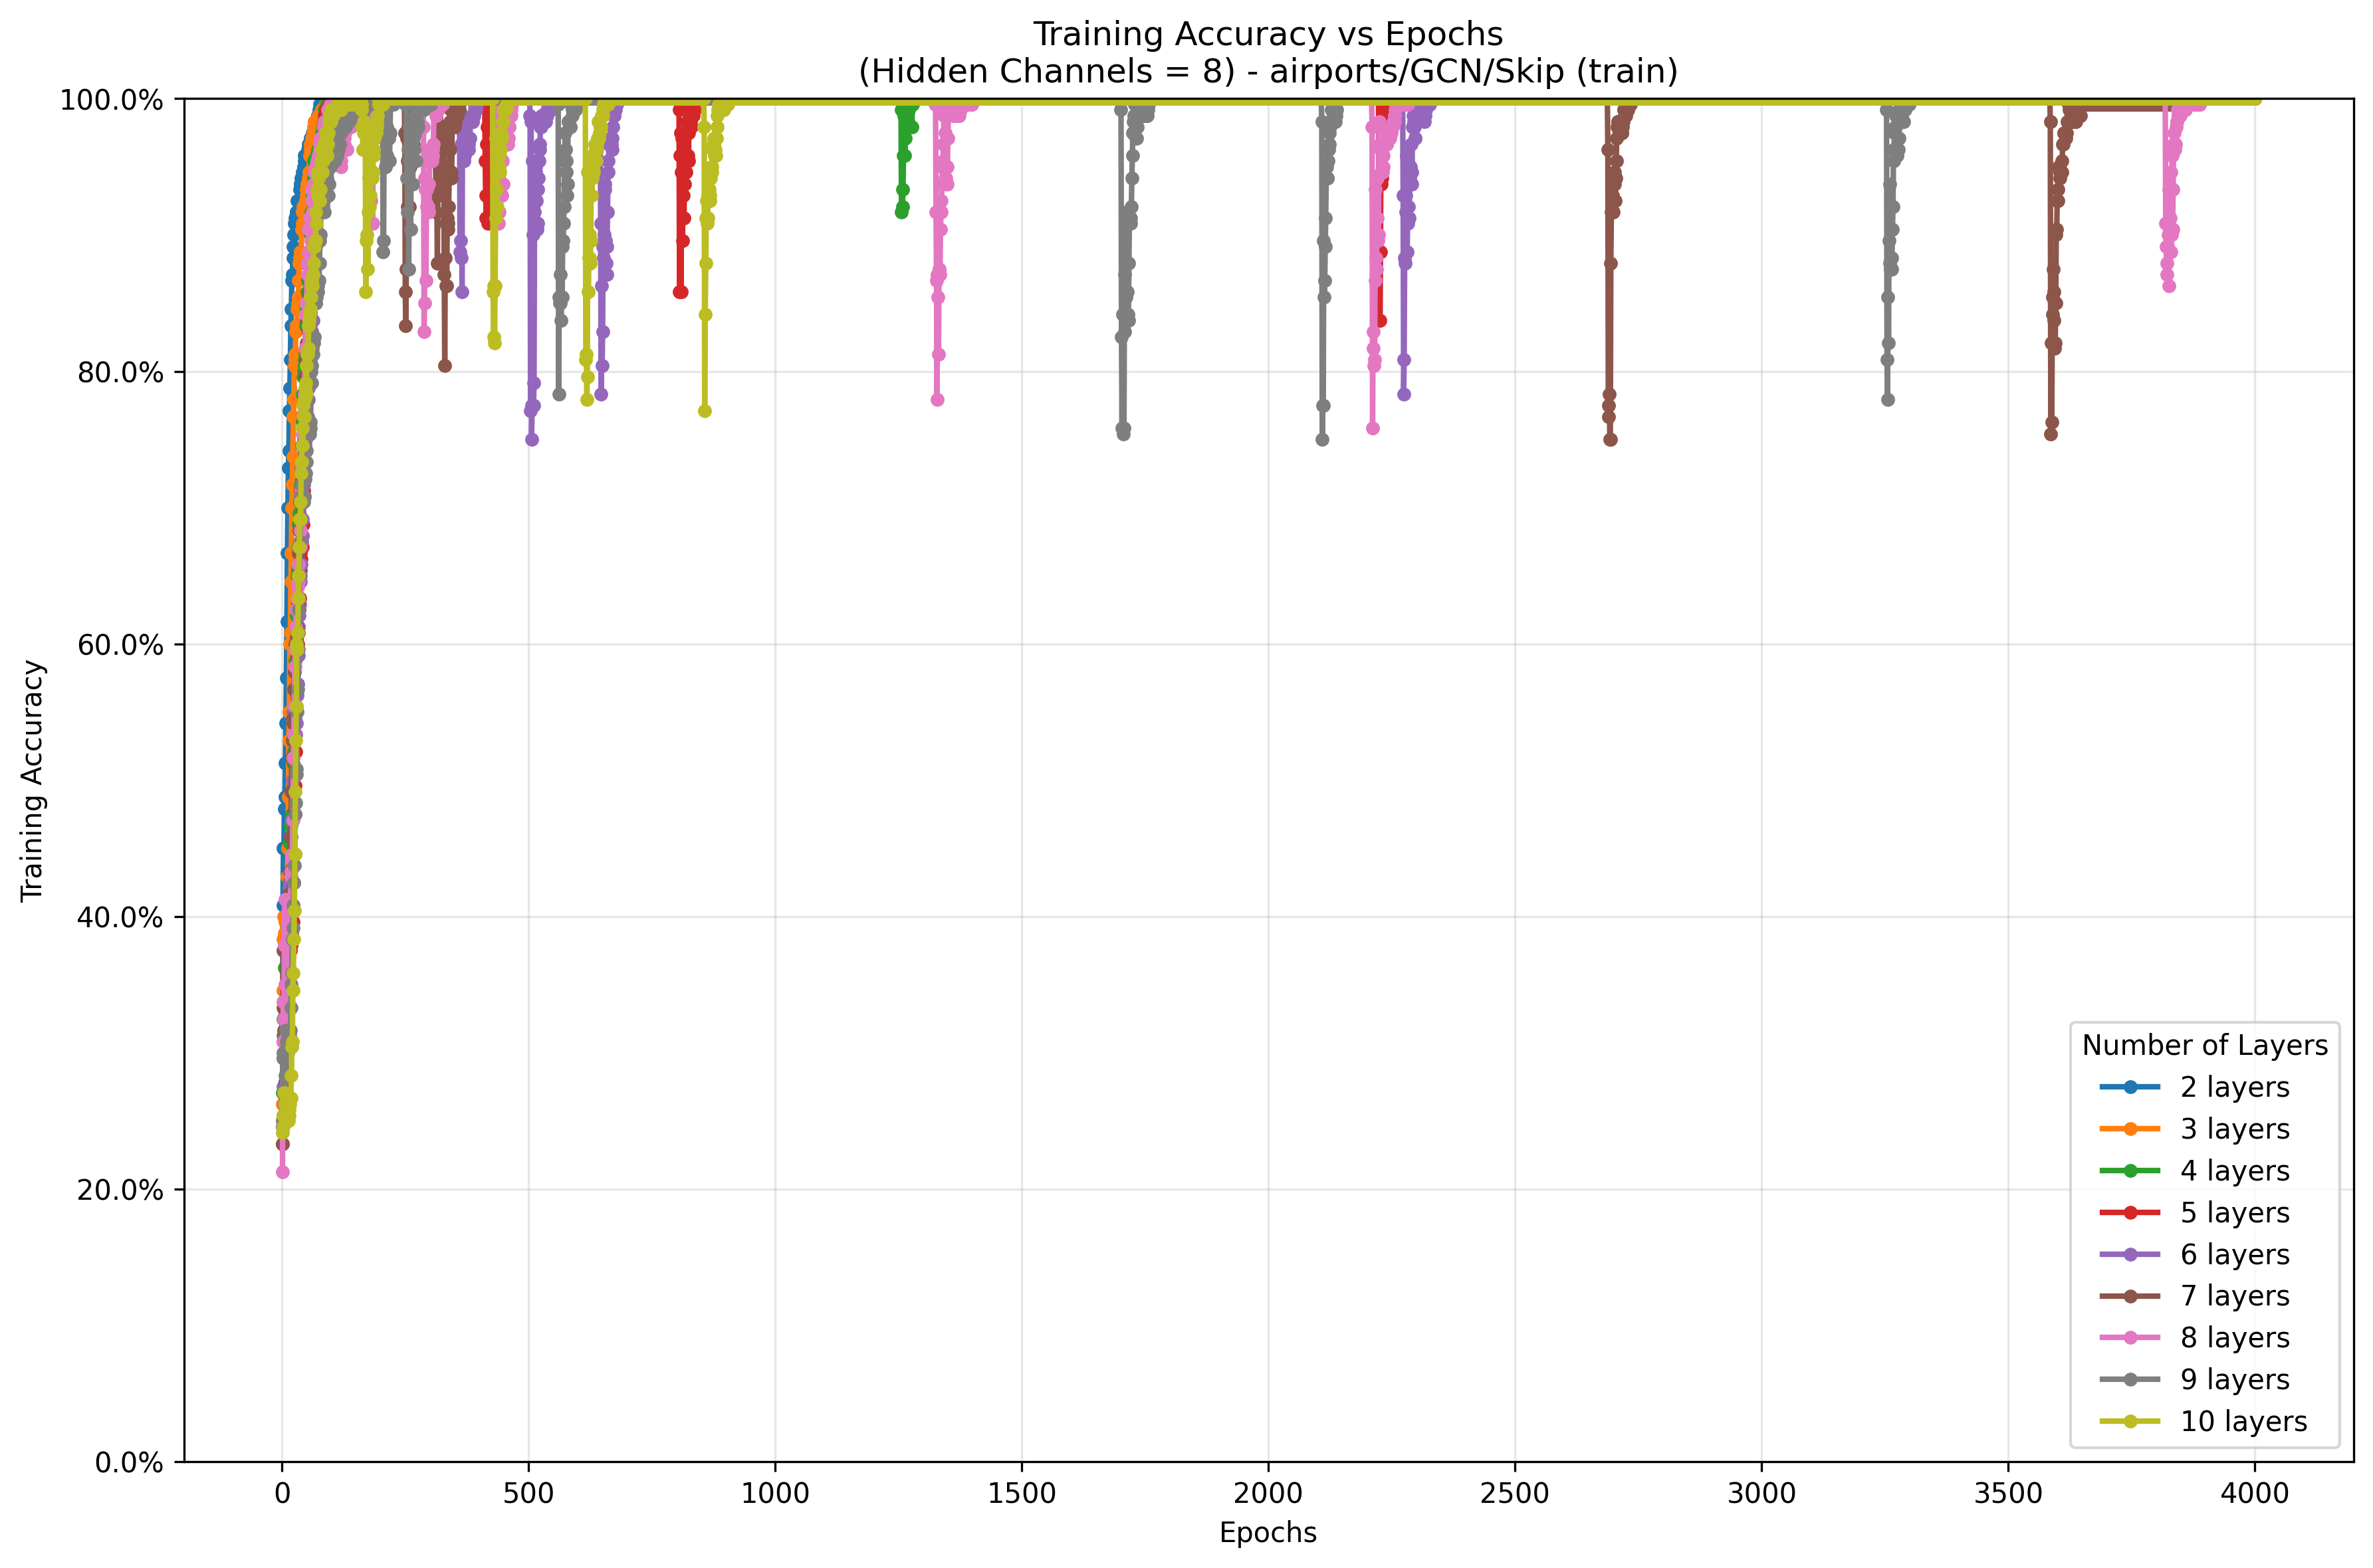 Training Accuracy vs Epochs
(Hidden Channels = 8) - airports/GCN/Skip (train)
100.0%
80.0%
60.0%
40.0%
20.0%
0.0%
Training Accuracy
0 500 1000 1500 2000 2500 3000 3500 4000
Epochs
Number of Layers
2 layers
3 layers
4 layers
5 layers
6 layers
7 layers
8 layers
9 layers
10 layers